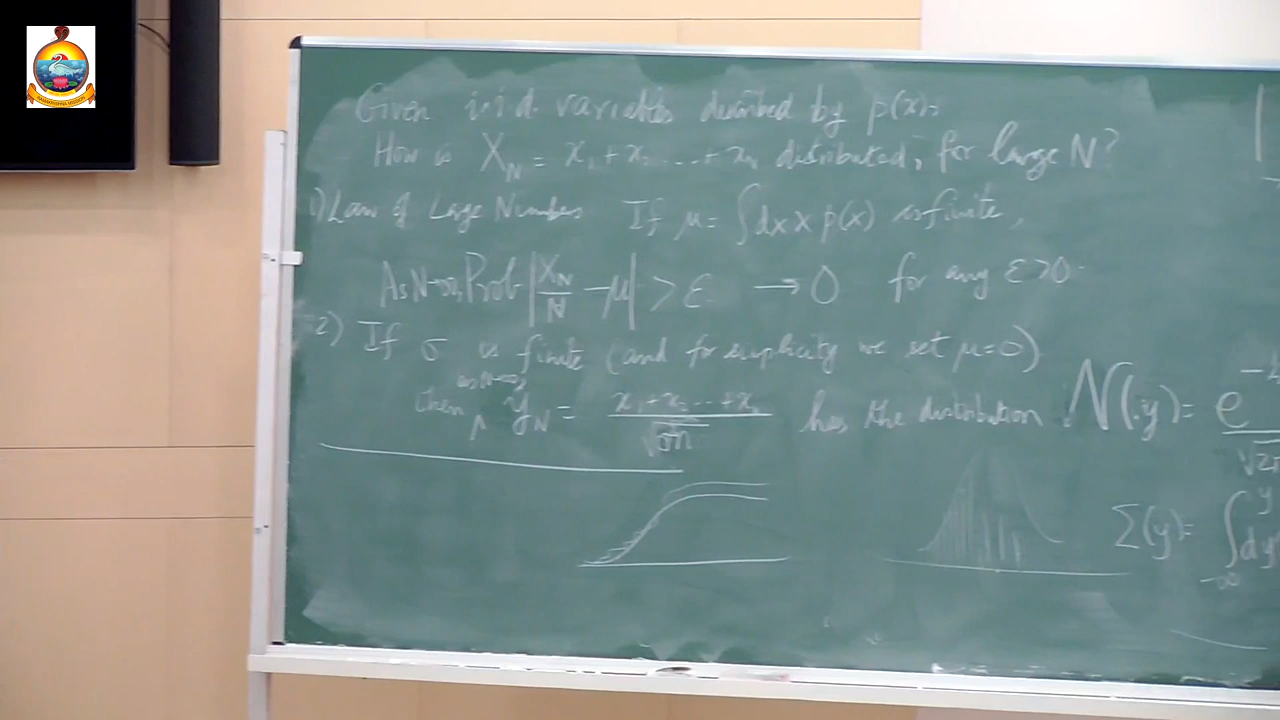 Given i.i.d. variables described by p(x),
How is X_N = x_1 + x_2 ... + x_N distributed, for large N?
1) Law of Large Numbers If μ = ∫dx x p(x) is finite,
As N→∞, Prob |X_N/N − μ| > ε → 0 for any ε>0.
2) If σ is finite (and for simplicity we set μ=0)
as N→∞
then ∧ y_N = x_1+x_2 ...+x_N / √σn has the distribution N(y) = e^-
√2π
Σ(y) = ∫_{-∞}^{y} dy'